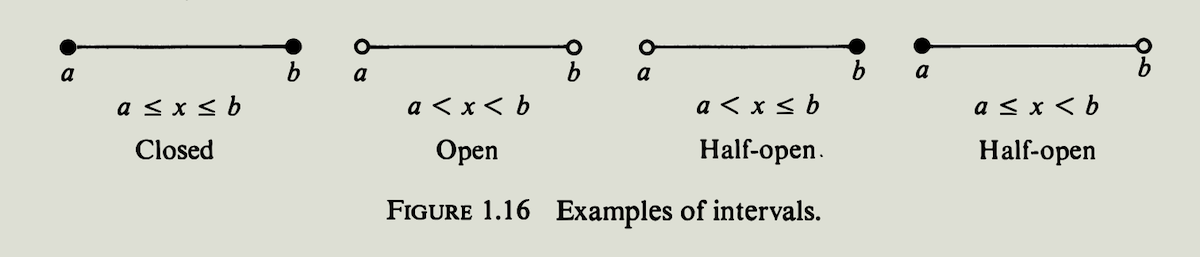 a b a b a b a b
a ≤ x ≤ b a < x < b a < x ≤ b a ≤ x < b
Closed Open Half-open. Half-open
FIGURE 1.16 Examples of intervals.